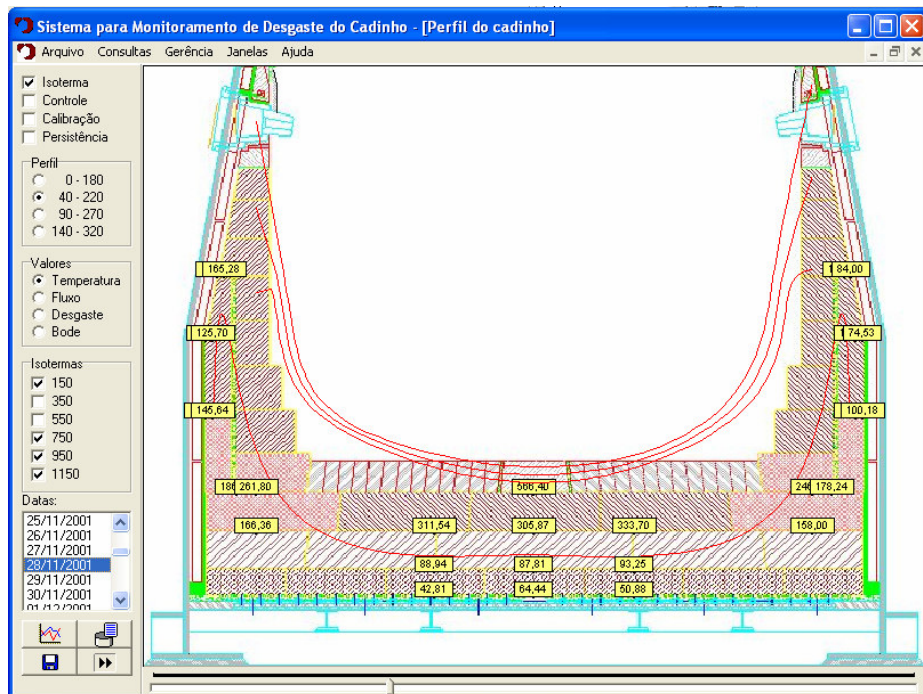 Sistema para Monitoramento de Desgaste do Cadinho - [Perfil do cadinho]
Arquivo Consultas Gerência Janelas Ajuda
Isoterma
Controle
Calibração
Persistência
Perfil
0 - 180
40 - 220
90 - 270
140 - 320
Valores
Temperatura
Fluxo
Desgaste
Bode
Isotermas
150
350
550
750
950
1150
Datas:
25/11/2001
26/11/2001
27/11/2001
28/11/2001
29/11/2001
30/11/2001
01/12/2001
165,28 184,00
125,70 174,53
145,64 100,18
261,80 566,40 178,24
166,36 311,54 305,87 333,70 158,00
88,94 87,81 93,25
42,81 64,44 50,88